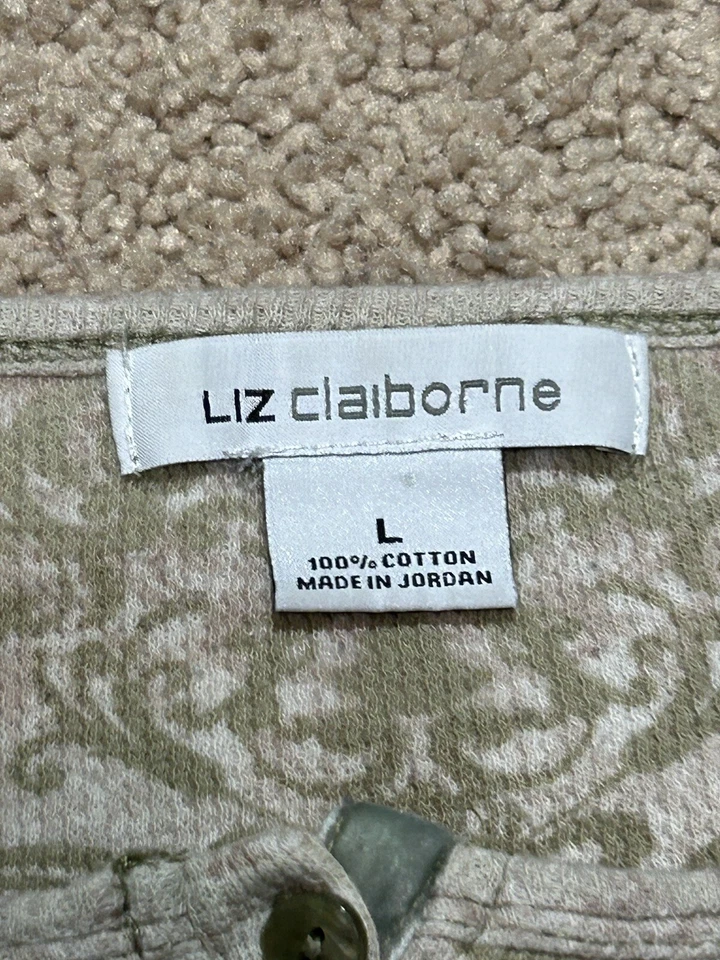 LIZ claiborne
L
100% COTTON
MADE IN JORDAN